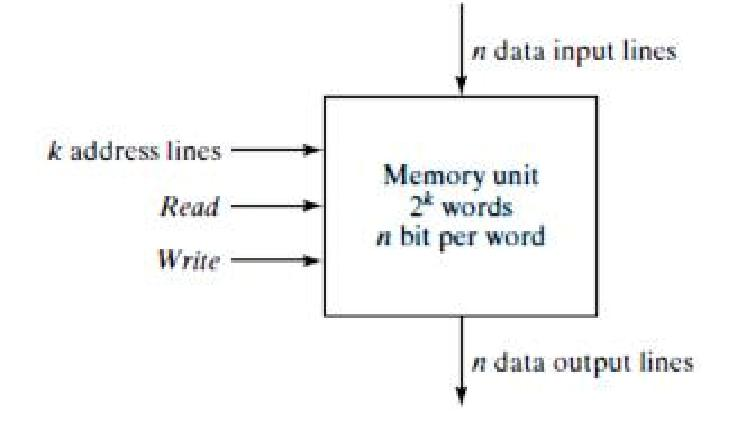 n data input lines
k address lines
Read
Write
Memory unit
2ᵏ words
n bit per word
n data output lines